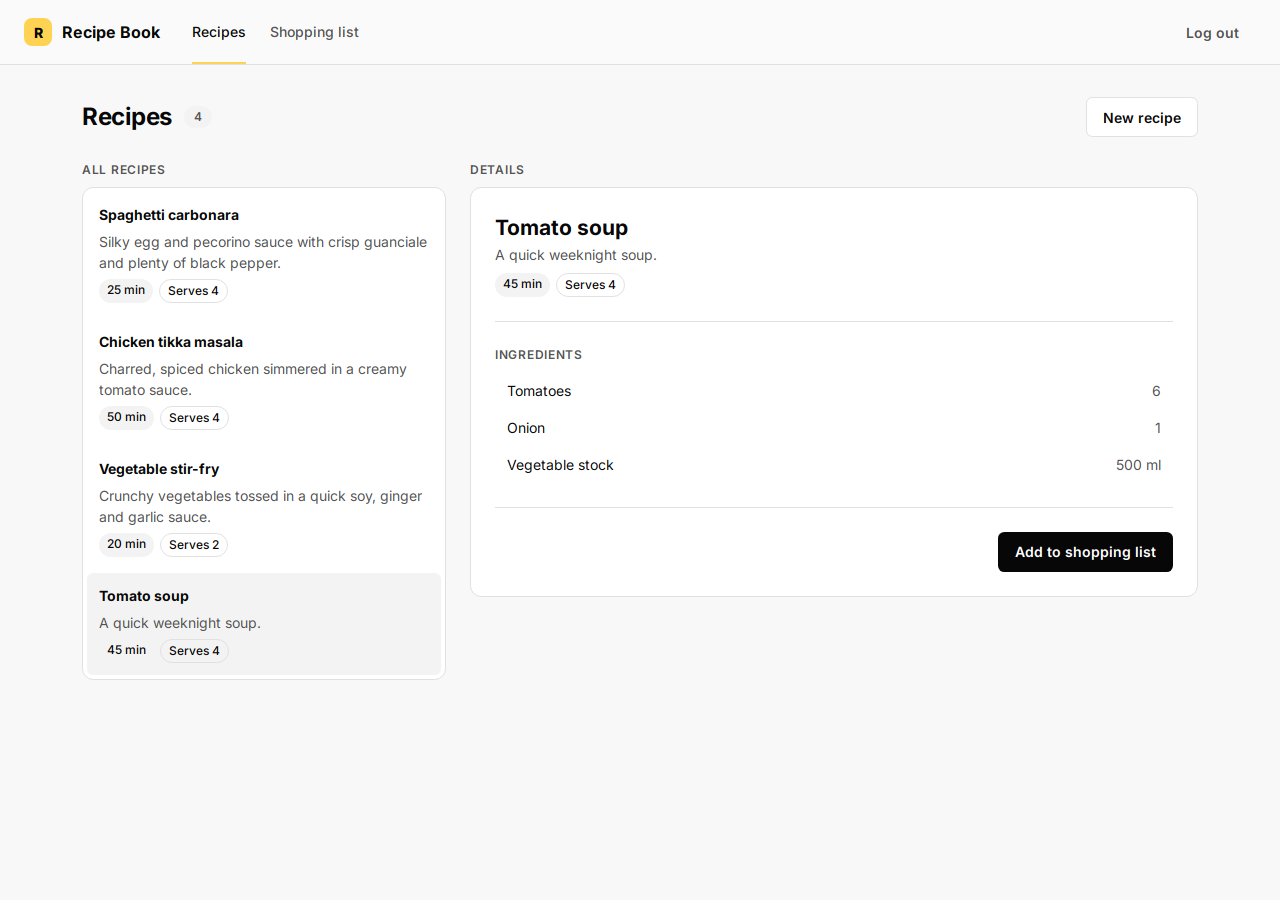 R Recipe Book Recipes Shopping list Log out
Recipes 4 New recipe
ALL RECIPES
Spaghetti carbonara
Silky egg and pecorino sauce with crisp guanciale
and plenty of black pepper.
25 min Serves 4
Chicken tikka masala
Charred, spiced chicken simmered in a creamy
tomato sauce.
50 min Serves 4
Vegetable stir-fry
Crunchy vegetables tossed in a quick soy, ginger
and garlic sauce.
20 min Serves 2
Tomato soup
A quick weeknight soup.
45 min Serves 4
DETAILS
Tomato soup
A quick weeknight soup.
45 min Serves 4
INGREDIENTS
Tomatoes 6
Onion 1
Vegetable stock 500 ml
Add to shopping list